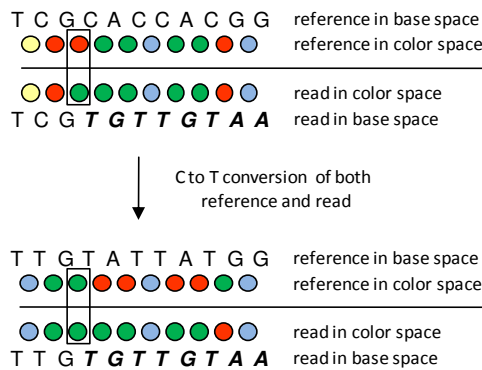 T C G C A C C A C G G reference in base space
reference in color space
read in color space
T C G T G T T G T A A read in base space
C to T conversion of both
reference and read
T T G T A T T A T G G reference in base space
reference in color space
read in color space
T T G T G T T G T A A read in base space